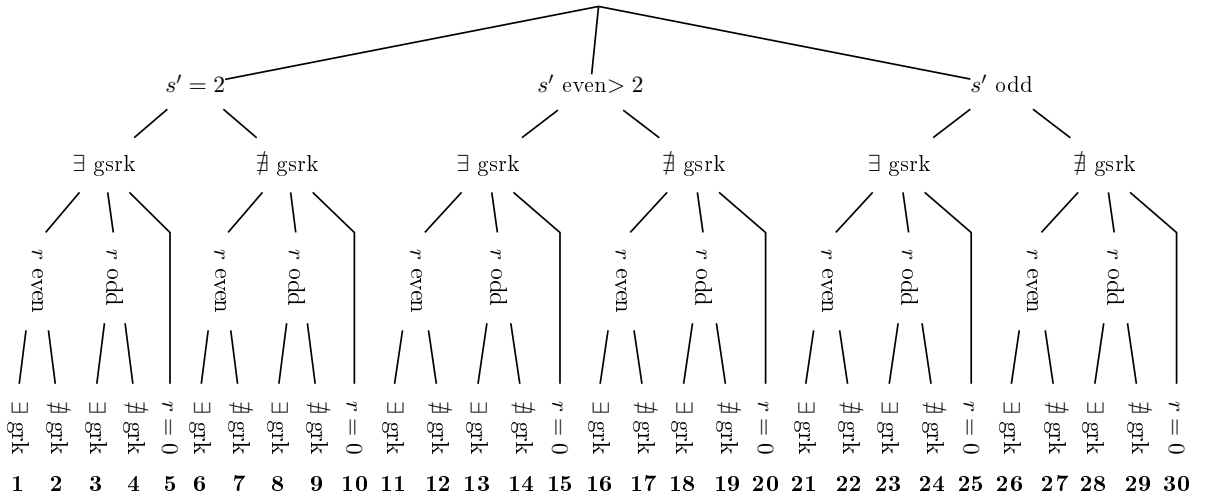 s′ = 2 s′ even> 2 s′ odd
∃ gsrk ∄ gsrk ∃ gsrk ∄ gsrk ∃ gsrk ∄ gsrk
r even r odd r even r odd r even r odd r even r odd r even r odd r even r odd
∃ grk ∄ grk ∃ grk ∄ grk r = 0 ∃ grk ∄ grk ∃ grk ∄ grk r = 0 ∃ grk ∄ grk ∃ grk ∄ grk r = 0 ∃ grk ∄ grk ∃ grk ∄ grk r = 0 ∃ grk ∄ grk ∃ grk ∄ grk r = 0 ∃ grk ∄ grk ∃ grk ∄ grk r = 0
1 2 3 4 5 6 7 8 9 10 11 12 13 14 15 16 17 18 19 20 21 22 23 24 25 26 27 28 29 30